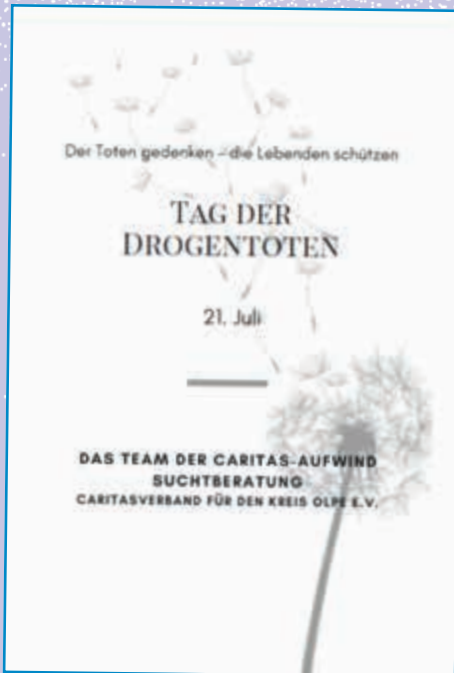 Der Toten gedenken – die Lebenden schützen
TAG DER
DROGENTOTEN
21. Juli
DAS TEAM DER CARITAS-AUFWIND
SUCHTBERATUNG
CARITASVERBAND FÜR DEN KREIS OLPE E.V.